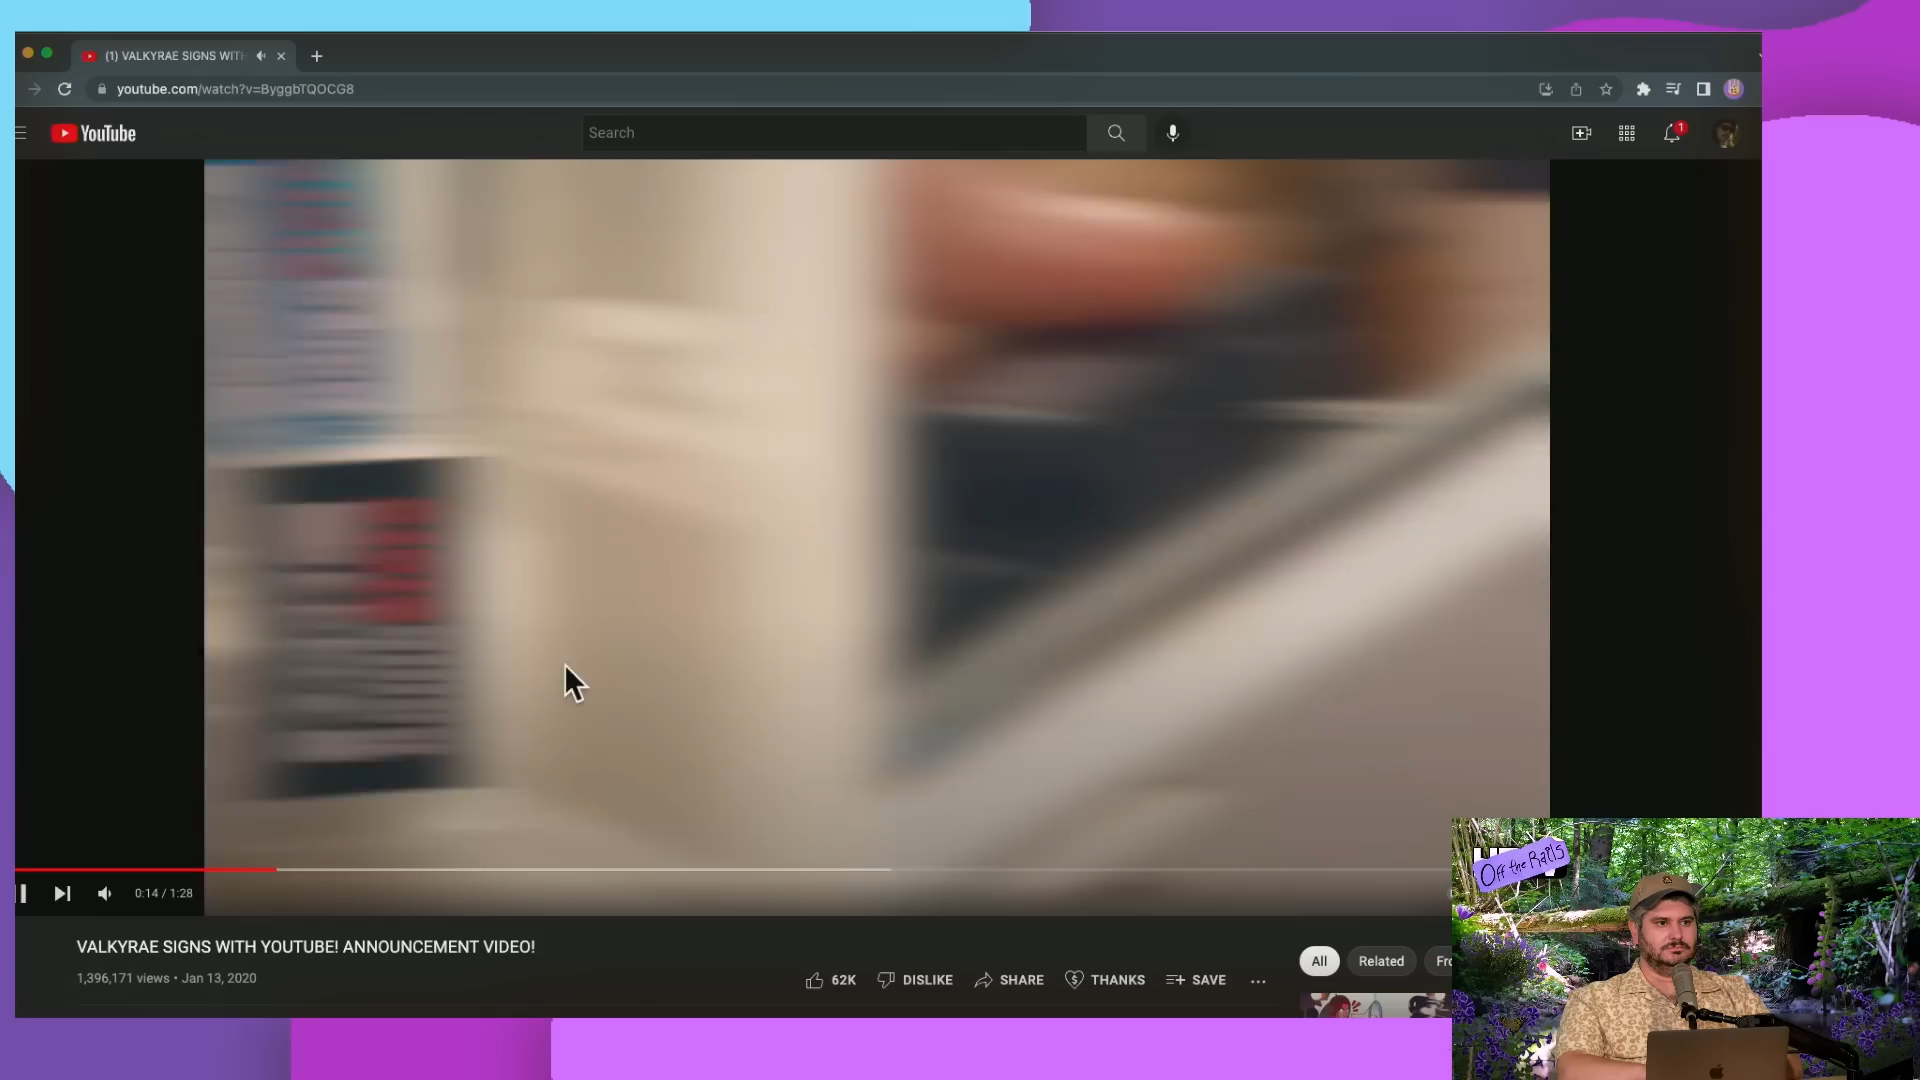 (1) VALKYRAE SIGNS WITH
youtube.com/watch?v=ByggbTQOCG8
YouTube
Search
1
0:14 / 1:28
VALKYRAE SIGNS WITH YOUTUBE! ANNOUNCEMENT VIDEO!
1,396,171 views • Jan 13, 2020
62K
DISLIKE
SHARE
THANKS
SAVE
All
Related
Off the Rails